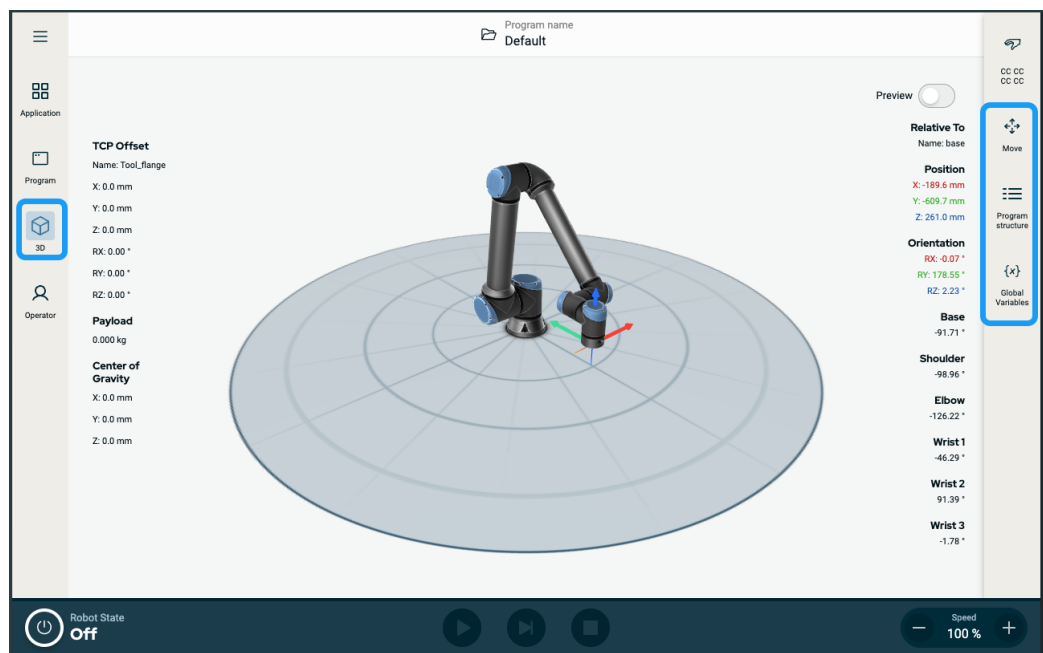 Program name
Default
Application
Program
3D
Operator
TCP Offset
Name: Tool_flange
X: 0.0 mm
Y: 0.0 mm
Z: 0.0 mm
RX: 0.00 °
RY: 0.00 °
RZ: 0.00 °
Payload
0.000 kg
Center of
Gravity
X: 0.0 mm
Y: 0.0 mm
Z: 0.0 mm
Preview
Relative To
Name: base
Position
X: -189.6 mm
Y: -609.7 mm
Z: 261.0 mm
Orientation
RX: -0.07 °
RY: 178.55 °
RZ: 2.23 °
Base
-91.71 °
Shoulder
-98.96 °
Elbow
-126.22 °
Wrist 1
-46.29 °
Wrist 2
91.39 °
Wrist 3
-1.78 °
CC CC
CC CC
Move
Program
structure
{x}
Global
Variables
Robot State
Off
Speed
100 %